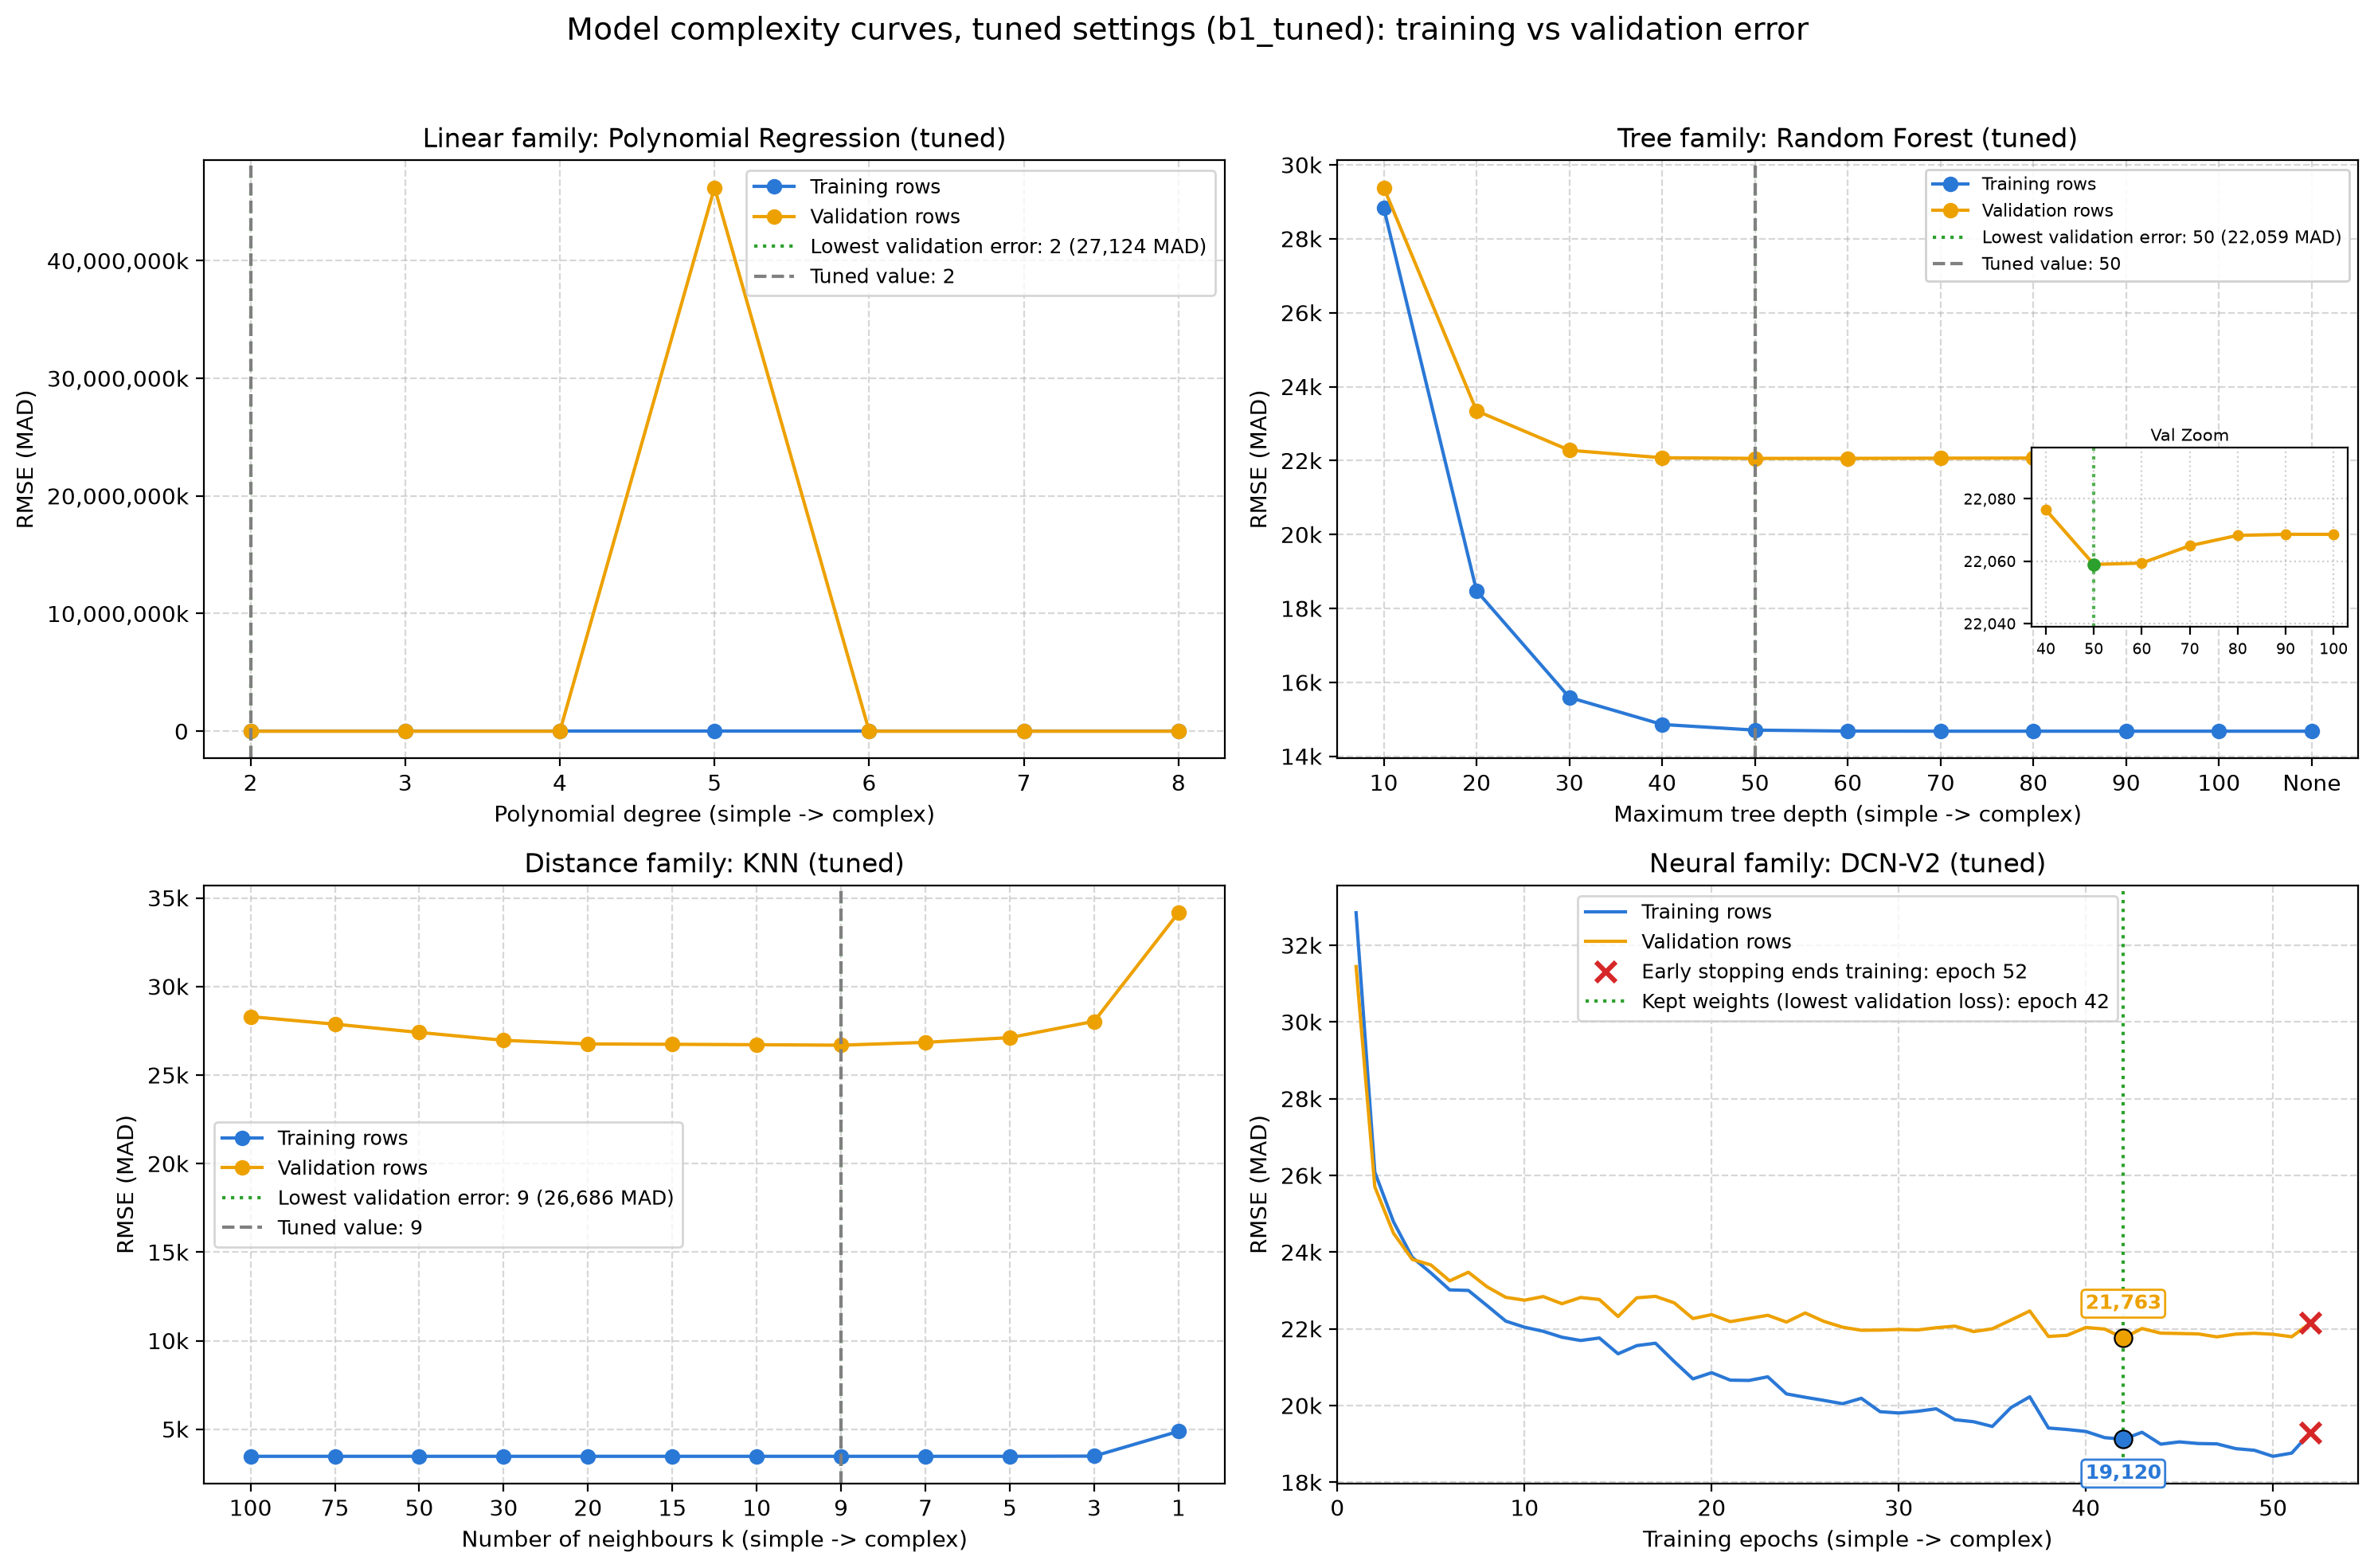 Model complexity curves, tuned settings (b1_tuned): training vs validation error
Linear family: Polynomial Regression (tuned)
RMSE (MAD)
40,000,000k
30,000,000k
20,000,000k
10,000,000k
0
Training rows
Validation rows
Lowest validation error: 2 (27,124 MAD)
Tuned value: 2
2 3 4 5 6 7 8
Polynomial degree (simple -> complex)
Tree family: Random Forest (tuned)
RMSE (MAD)
30k
28k
26k
24k
22k
20k
18k
16k
14k
Training rows
Validation rows
Lowest validation error: 50 (22,059 MAD)
Tuned value: 50
Val Zoom
22,080
22,060
22,040
40 50 60 70 80 90 100
10 20 30 40 50 60 70 80 90 100 None
Maximum tree depth (simple -> complex)
Distance family: KNN (tuned)
RMSE (MAD)
35k
30k
25k
20k
15k
10k
5k
Training rows
Validation rows
Lowest validation error: 9 (26,686 MAD)
Tuned value: 9
100 75 50 30 20 15 10 9 7 5 3 1
Number of neighbours k (simple -> complex)
Neural family: DCN-V2 (tuned)
RMSE (MAD)
32k
30k
28k
26k
24k
22k
20k
18k
Training rows
Validation rows
Early stopping ends training: epoch 52
Kept weights (lowest validation loss): epoch 42
21,763
19,120
0 10 20 30 40 50
Training epochs (simple -> complex)